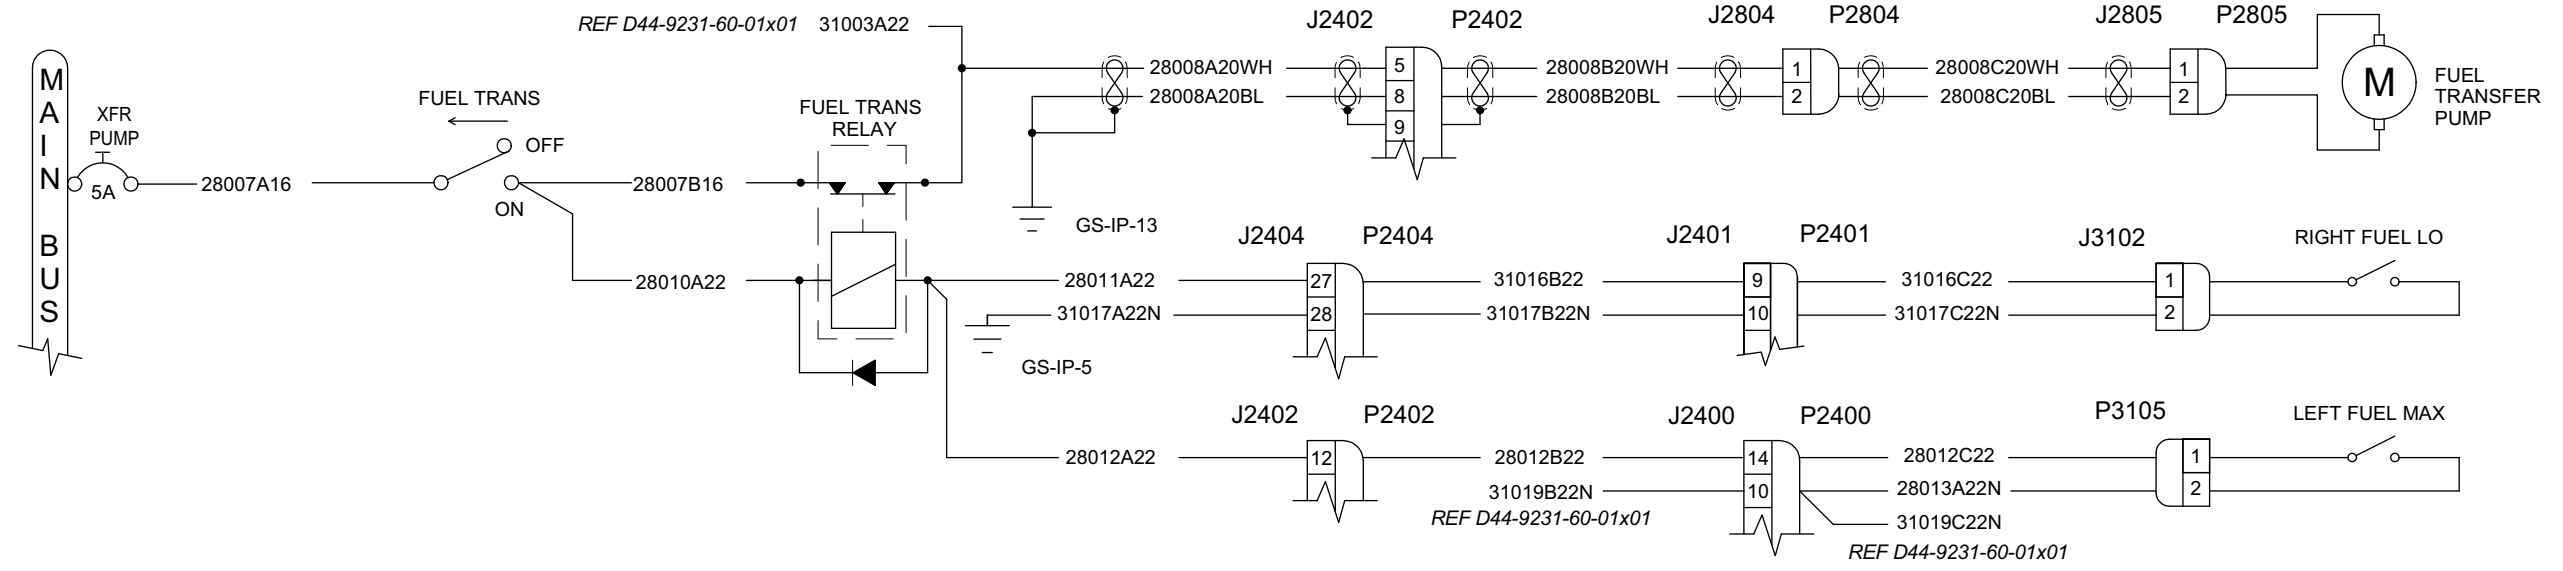 REF D44-9231-60-01x01 31003A22
J2402 P2402 J2804 P2804 J2805 P2805
MAIN BUS
XFR
PUMP
5A
28007A16
FUEL TRANS
OFF
ON
28007B16
28010A22
FUEL TRANS
RELAY
28008A20WH 5 28008B20WH 1 28008C20WH 1
28008A20BL 8 28008B20BL 2 28008C20BL 2
9
M
FUEL
TRANSFER
PUMP
GS-IP-13
J2404 P2404 J2401 P2401 J3102 RIGHT FUEL LO
28011A22 27 31016B22 9 31016C22 1
31017A22N 28 31017B22N 10 31017C22N 2
GS-IP-5
J2402 P2402 J2400 P2400 P3105 LEFT FUEL MAX
28012A22 12 28012B22 14 28012C22 1
31019B22N 10 28013A22N 2
REF D44-9231-60-01x01
31019C22N
REF D44-9231-60-01x01